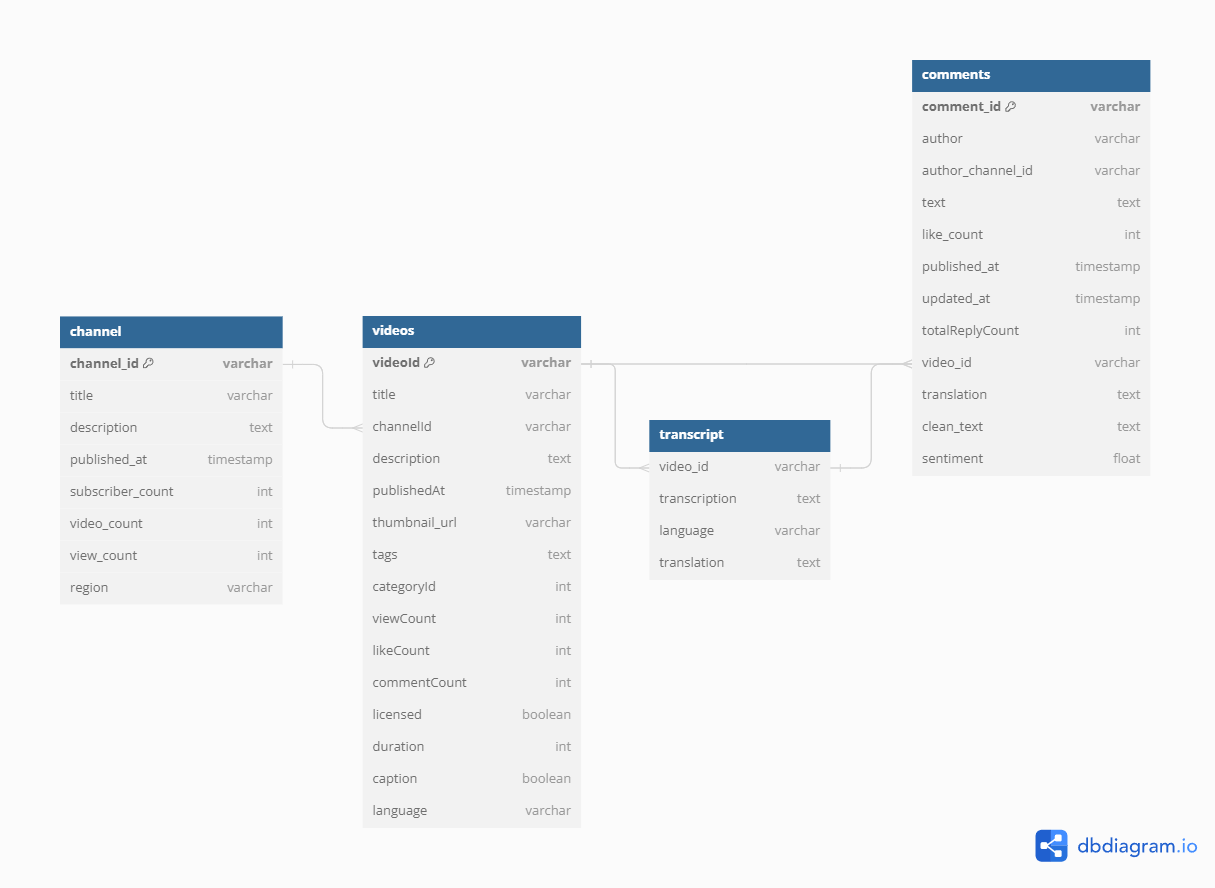 comments
comment_id varchar
author varchar
author_channel_id varchar
text text
like_count int
published_at timestamp
updated_at timestamp
totalReplyCount int
video_id varchar
translation text
clean_text text
sentiment float
channel
channel_id varchar
title varchar
description text
published_at timestamp
subscriber_count int
video_count int
view_count int
region varchar
videos
videoId varchar
title varchar
channelId varchar
description text
publishedAt timestamp
thumbnail_url varchar
tags text
categoryId int
viewCount int
likeCount int
commentCount int
licensed boolean
duration int
caption boolean
language varchar
transcript
video_id varchar
transcription text
language varchar
translation text
dbdiagram.io